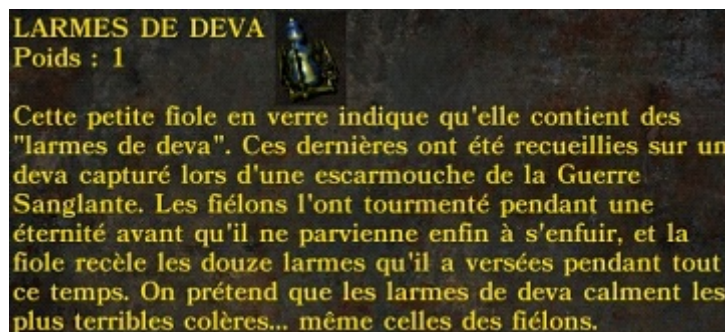 LARMES DE DEVA
Poids : 1
Cette petite fiole en verre indique qu'elle contient des
"larmes de deva". Ces dernières ont été recueillies sur un
deva capturé lors d'une escarmouche de la Guerre
Sanglante. Les fiélons l'ont tourmenté pendant une
éternité avant qu'il ne parvienne enfin à s'enfuir, et la
fiole recèle les douze larmes qu'il a versées pendant tout
ce temps. On prétend que les larmes de deva calment les
plus terribles colères... même celles des fiélons.